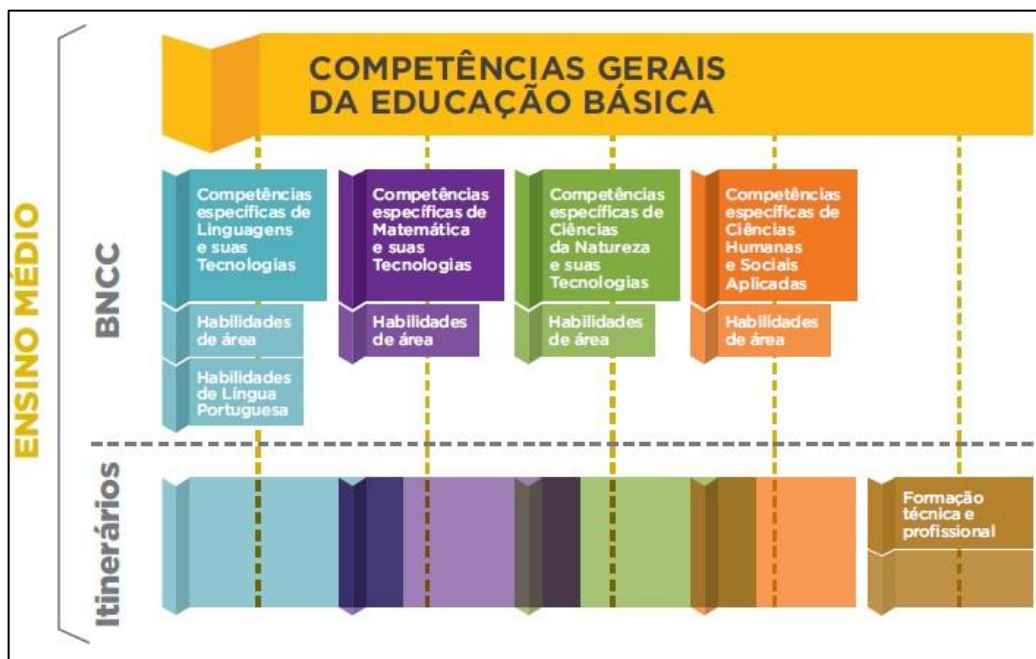 COMPETÊNCIAS GERAIS
DA EDUCAÇÃO BÁSICA
ENSINO MÉDIO
BNCC
Competências
específicas de
Linguagens
e suas
Tecnologias
Habilidades
de área
Habilidades
de Língua
Portuguesa
Competências
específicas de
Matemática
e suas
Tecnologias
Habilidades
de área
Competências
específicas de
Ciências
da Natureza
e suas
Tecnologias
Habilidades
de área
Competências
específicas de
Ciências
Humanas
e Sociais
Aplicadas
Habilidades
de área
Itinerários
Formação
técnica e
profissional